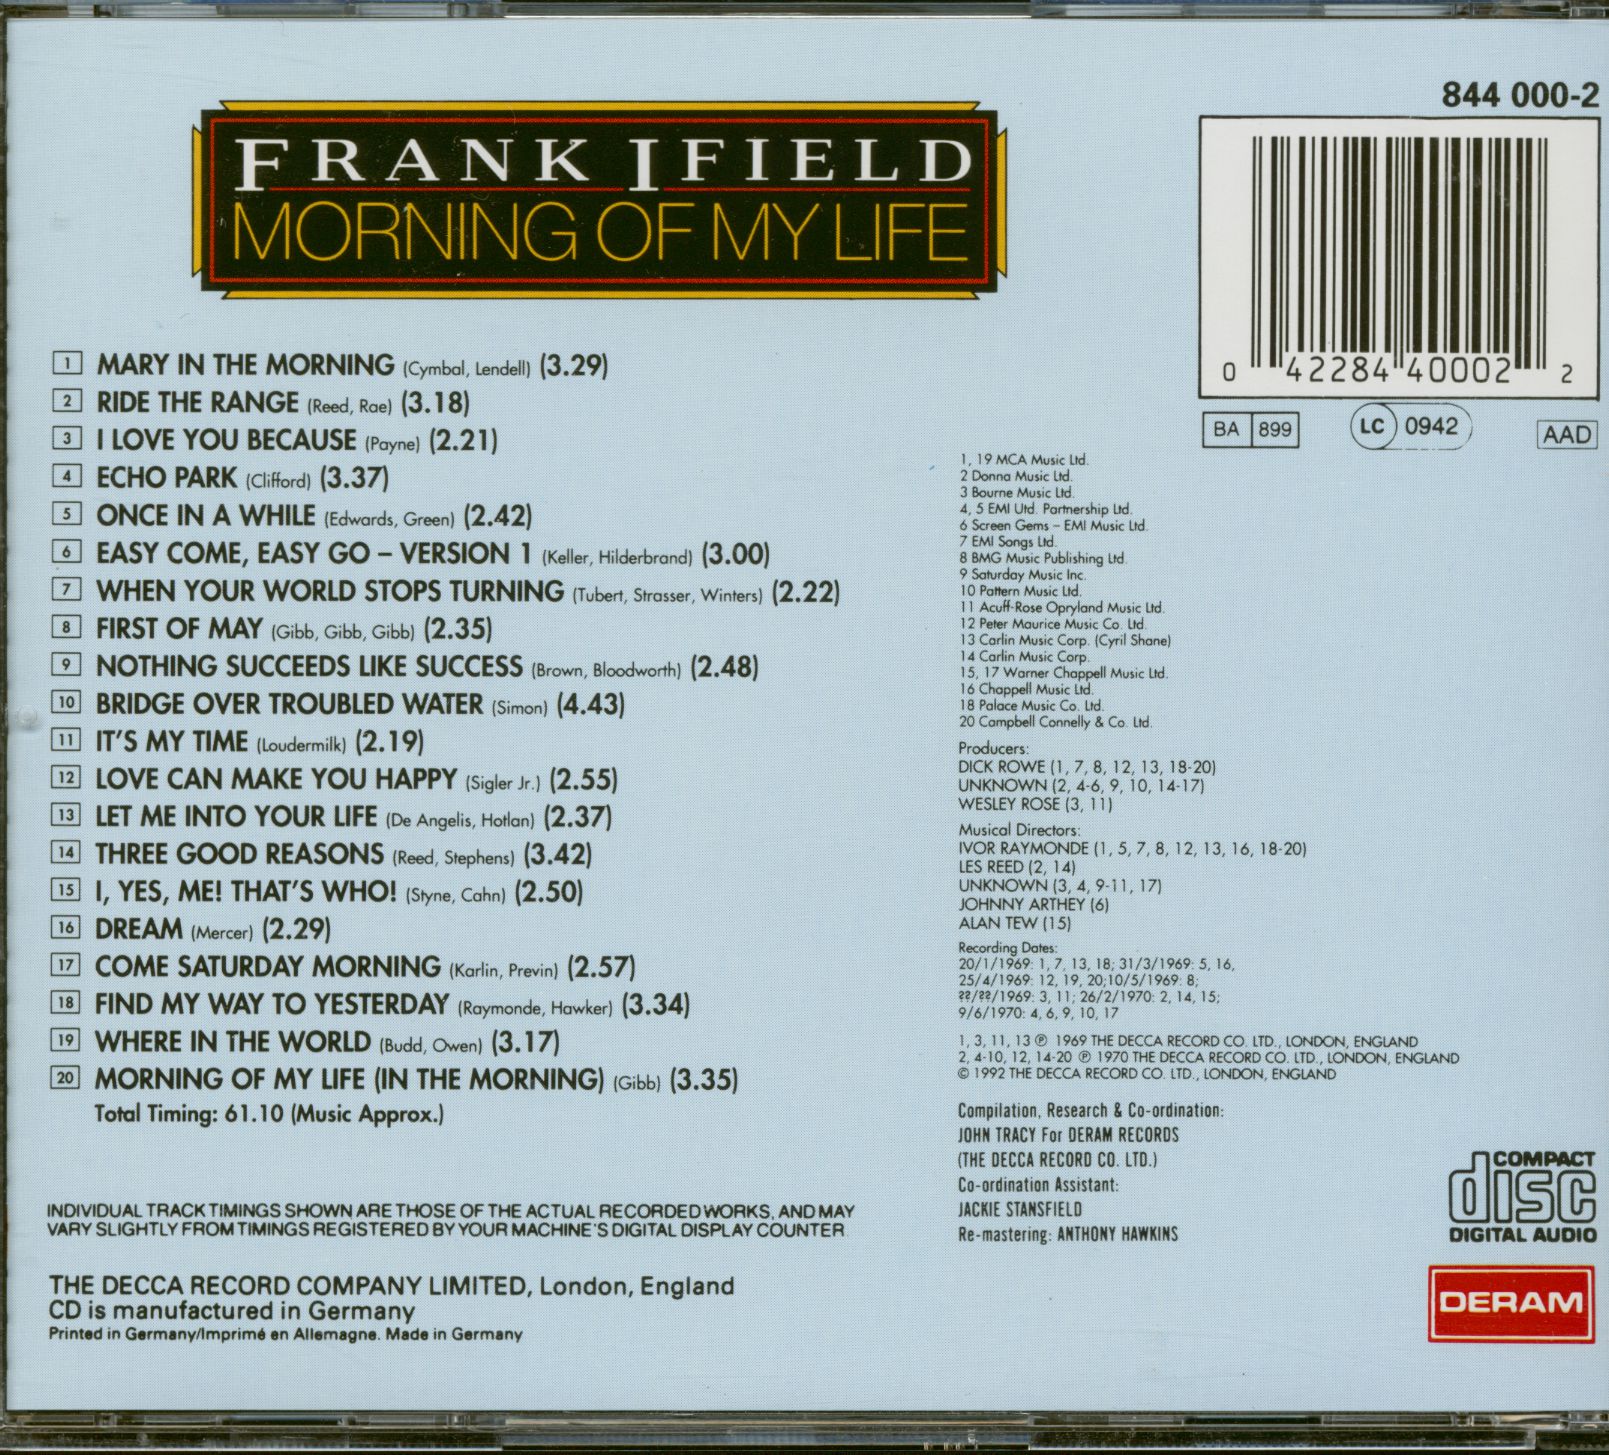 844 000-2
FRANK IFIELD
MORNING OF MY LIFE
0 42284 40002 2
BA 899
LC 0942
AAD
1 MARY IN THE MORNING (Cymbal, Lendell) (3.29)
2 RIDE THE RANGE (Reed, Rae) (3.18)
3 I LOVE YOU BECAUSE (Payne) (2.21)
4 ECHO PARK (Clifford) (3.37)
5 ONCE IN A WHILE (Edwards, Green) (2.42)
6 EASY COME, EASY GO – VERSION 1 (Keller, Hilderbrand) (3.00)
7 WHEN YOUR WORLD STOPS TURNING (Tubert, Strasser, Winters) (2.22)
8 FIRST OF MAY (Gibb, Gibb, Gibb) (2.35)
9 NOTHING SUCCEEDS LIKE SUCCESS (Brown, Bloodworth) (2.48)
10 BRIDGE OVER TROUBLED WATER (Simon) (4.43)
11 IT'S MY TIME (Loudermilk) (2.19)
12 LOVE CAN MAKE YOU HAPPY (Sigler Jr.) (2.55)
13 LET ME INTO YOUR LIFE (De Angelis, Hotlan) (2.37)
14 THREE GOOD REASONS (Reed, Stephens) (3.42)
15 I, YES, ME! THAT'S WHO! (Styne, Cahn) (2.50)
16 DREAM (Mercer) (2.29)
17 COME SATURDAY MORNING (Karlin, Previn) (2.57)
18 FIND MY WAY TO YESTERDAY (Raymonde, Hawker) (3.34)
19 WHERE IN THE WORLD (Budd, Owen) (3.17)
20 MORNING OF MY LIFE (IN THE MORNING) (Gibb) (3.35)
Total Timing: 61.10 (Music Approx.)
INDIVIDUAL TRACK TIMINGS SHOWN ARE THOSE OF THE ACTUAL RECORDED WORKS, AND MAY
VARY SLIGHTLY FROM TIMINGS REGISTERED BY YOUR MACHINE'S DIGITAL DISPLAY COUNTER.
THE DECCA RECORD COMPANY LIMITED, London, England
CD is manufactured in Germany
Printed in Germany/Imprimé en Allemagne. Made in Germany
1, 19 MCA Music Ltd.
2 Donna Music Ltd.
3 Bourne Music Ltd.
4, 5 EMI Utd. Partnership Ltd.
6 Screen Gems – EMI Music Ltd.
7 EMI Songs Ltd.
8 BMG Music Publishing Ltd.
9 Saturday Music Inc.
10 Pattern Music Ltd.
11 Acuff-Rose Opryland Music Ltd.
12 Peter Maurice Music Co. Ltd.
13 Carlin Music Corp. (Cyril Shane)
14 Carlin Music Corp.
15, 17 Warner Chappell Music Ltd.
16 Chappell Music Ltd.
18 Palace Music Co. Ltd.
20 Campbell Connelly & Co. Ltd.
Producers:
DICK ROWE (1, 7, 8, 12, 13, 18-20)
UNKNOWN (2, 4-6, 9, 10, 14-17)
WESLEY ROSE (3, 11)
Musical Directors:
IVOR RAYMONDE (1, 5, 7, 8, 12, 13, 16, 18-20)
LES REED (2, 14)
UNKNOWN (3, 4, 9-11, 17)
JOHNNY ARTHEY (6)
ALAN TEW (15)
Recording Dates:
20/1/1969: 1, 7, 13, 18; 31/3/1969: 5, 16,
25/4/1969: 12, 19, 20;10/5/1969: 8;
??/??/1969: 3, 11; 26/2/1970: 2, 14, 15;
9/6/1970: 4, 6, 9, 10, 17
1, 3, 11, 13 ℗ 1969 THE DECCA RECORD CO. LTD., LONDON, ENGLAND
2, 4-10, 12, 14-20 ℗ 1970 THE DECCA RECORD CO. LTD., LONDON, ENGLAND
© 1992 THE DECCA RECORD CO. LTD., LONDON, ENGLAND
Compilation, Research & Co-ordination:
JOHN TRACY For DERAM RECORDS
(THE DECCA RECORD CO. LTD.)
Co-ordination Assistant:
JACKIE STANSFIELD
Re-mastering: ANTHONY HAWKINS
COMPACT
disc
DIGITAL AUDIO
DERAM